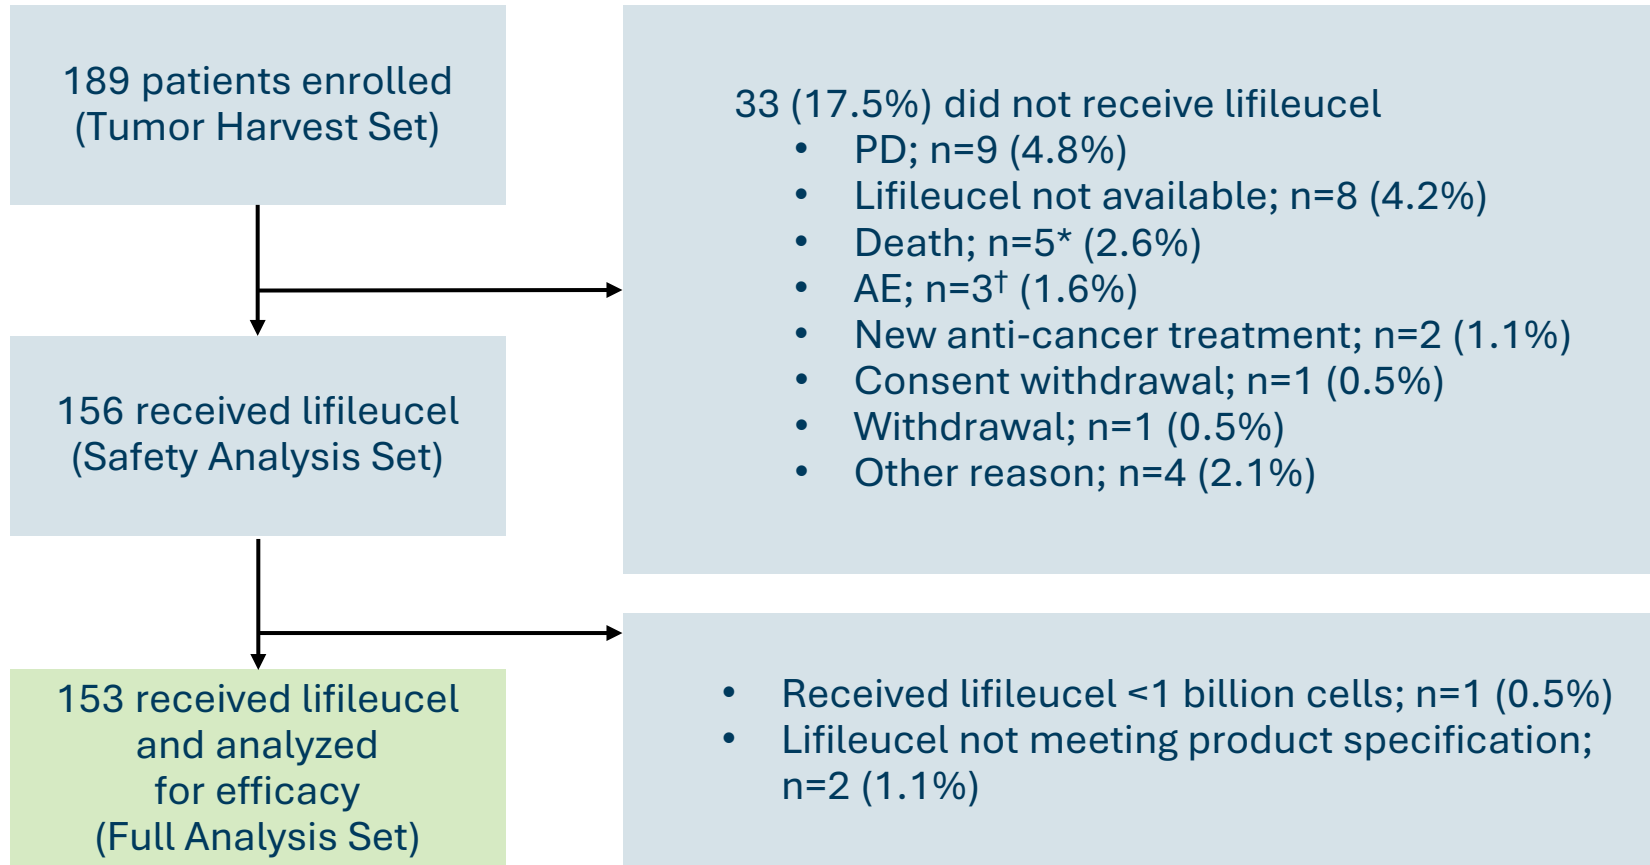 189 patients enrolled
(Tumor Harvest Set)
33 (17.5%) did not receive lifileucel
• PD; n=9 (4.8%)
• Lifileucel not available; n=8 (4.2%)
• Death; n=5* (2.6%)
• AE; n=3† (1.6%)
• New anti-cancer treatment; n=2 (1.1%)
• Consent withdrawal; n=1 (0.5%)
• Withdrawal; n=1 (0.5%)
• Other reason; n=4 (2.1%)
156 received lifileucel
(Safety Analysis Set)
• Received lifileucel <1 billion cells; n=1 (0.5%)
• Lifileucel not meeting product specification;
n=2 (1.1%)
153 received lifileucel
and analyzed
for efficacy
(Full Analysis Set)